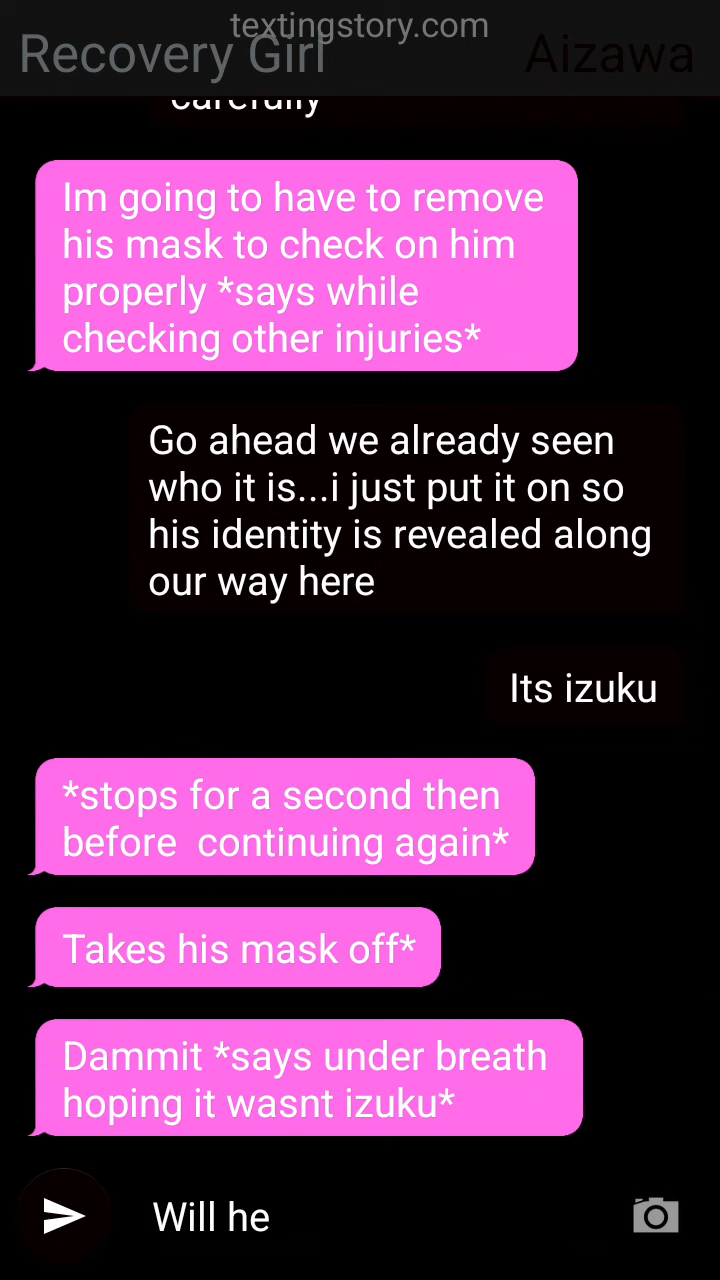 textingstory.com
Recovery Girl
Aizawa
carefully
Im going to have to remove
his mask to check on him
properly *says while
checking other injuries*
Go ahead we already seen
who it is...i just put it on so
his identity is revealed along
our way here
Its izuku
*stops for a second then
before  continuing again*
Takes his mask off*
Dammit *says under breath
hoping it wasnt izuku*
Will he